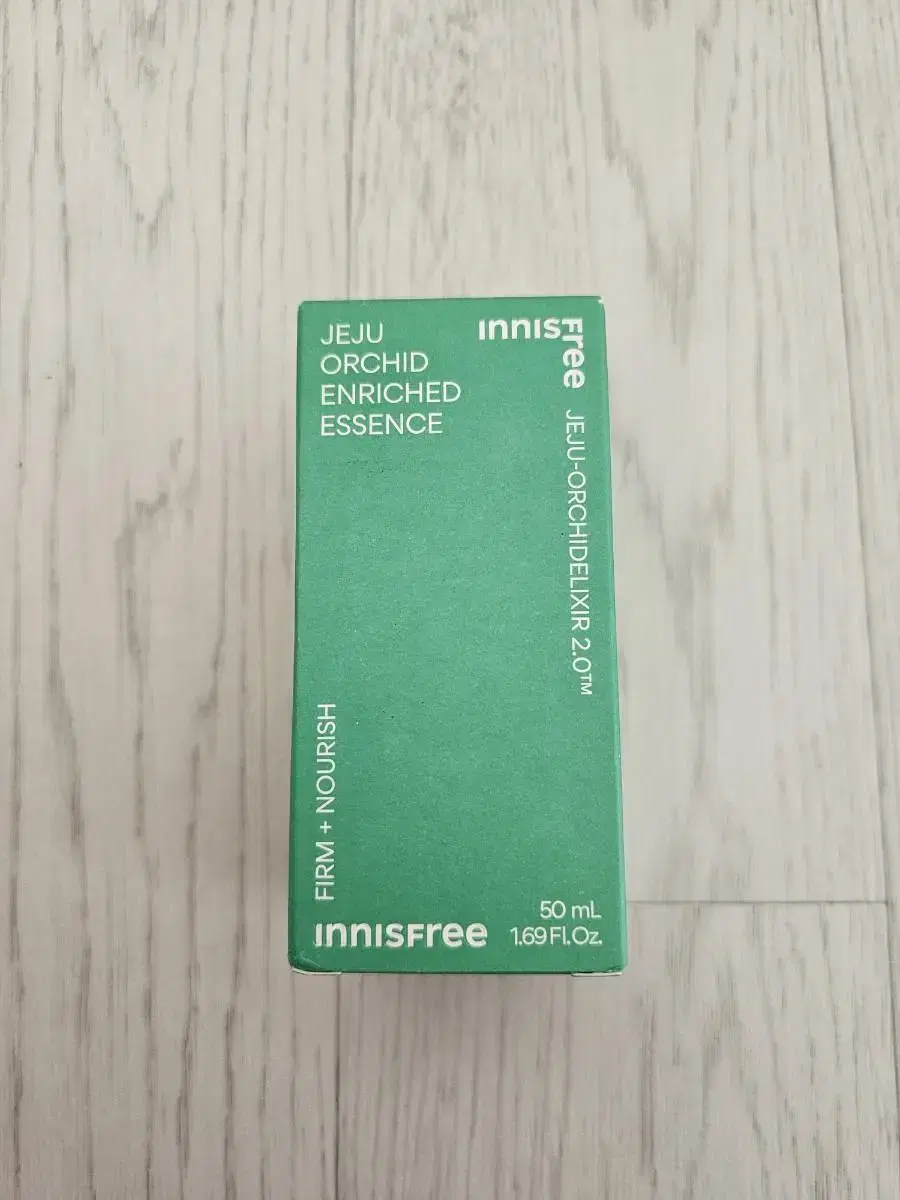 JEJU
ORCHID
ENRICHED
ESSENCE
innisfree
JEJU-ORCHIDELIXIR 2.0™
FIRM + NOURISH
innisfree
50 mL
1.69 Fl.Oz.